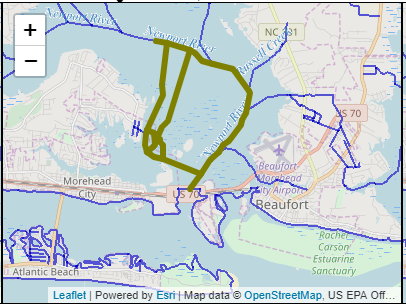 +
−
Newport River
Newport River
NC 181
Russell Creek
Newport River
US 70
Beaufort-
Morehead
City Airport
Morehead
City
US 70
Beaufort
Rachel
Carson
Estuarine
Sanctuary
Atlantic Beach
Leaflet | Powered by Esri | Map data © OpenStreetMap, US EPA Off...